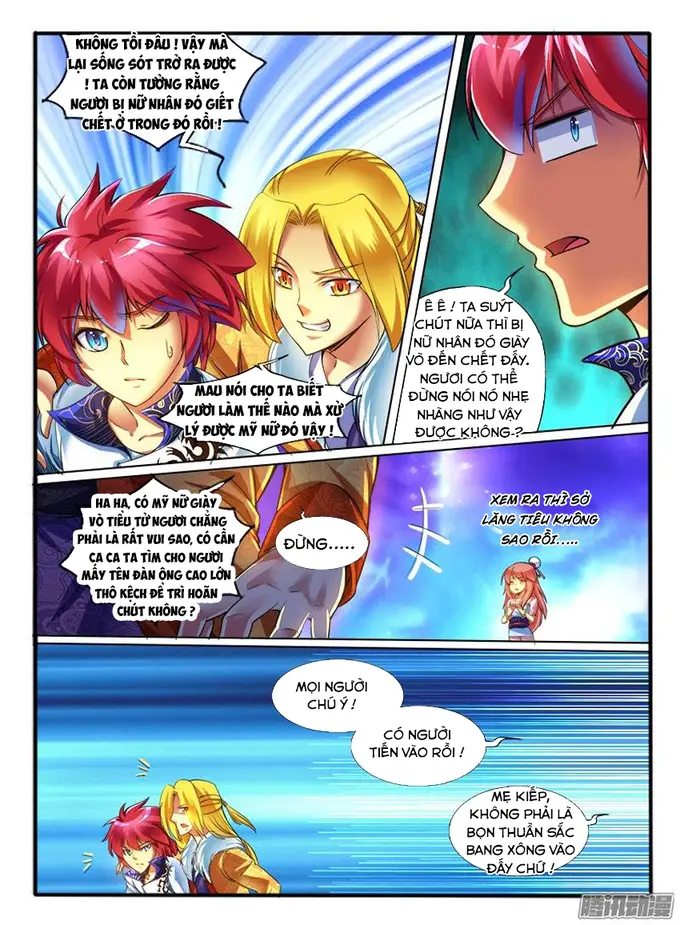 KHÔNG TỒI ĐÂU ! VẬY MÀ
LẠI SỐNG SÓT TRỞ RA ĐƯỢC
! TA CÒN TƯỞNG RẰNG
NGƯƠI BỊ NỮ NHÂN ĐÓ GIẾT
CHẾT Ở TRONG ĐÓ RỒI !
Ê Ê ! TA SUÝT
CHÚT NỮA THÌ BỊ
NỮ NHÂN ĐÓ GIÀY
VÒ ĐẾN CHẾT ĐẤY.
NGƯƠI CÓ THỂ
ĐỪNG NÓI NÓ NHẸ
NHÀNG NHƯ VẬY
ĐƯỢC KHÔNG ?
MAU NÓI CHO TA BIẾT
NGƯƠI LÀM THẾ NÀO MÀ XỬ
LÝ ĐƯỢC MỸ NỮ ĐÓ VẬY !
HA HA, CÓ MỸ NỮ GIÀY
VÒ TIỂU TỬ NGƯƠI CHẲNG
PHẢI LÀ RẤT VUI SAO, CÓ CẦN
CA CA TA TÌM CHO NGƯƠI
MẤY TÊN ĐÀN ÔNG CAO LỚN
THÔ KỆCH ĐỂ TRÌ HOÃN
CHÚT KHÔNG ?
ĐỪNG.....
XEM RA THÌ SỞ
LĂNG TIÊU KHÔNG
SAO RỒI.....
MỌI NGƯỜI
CHÚ Ý !
CÓ NGƯỜI
TIẾN VÀO RỒI !
MẸ KIẾP,
KHÔNG PHẢI LÀ
BỌN THUẦN SẮC
BANG XÔNG VÀO
ĐẤY CHỨ !
腾讯动漫